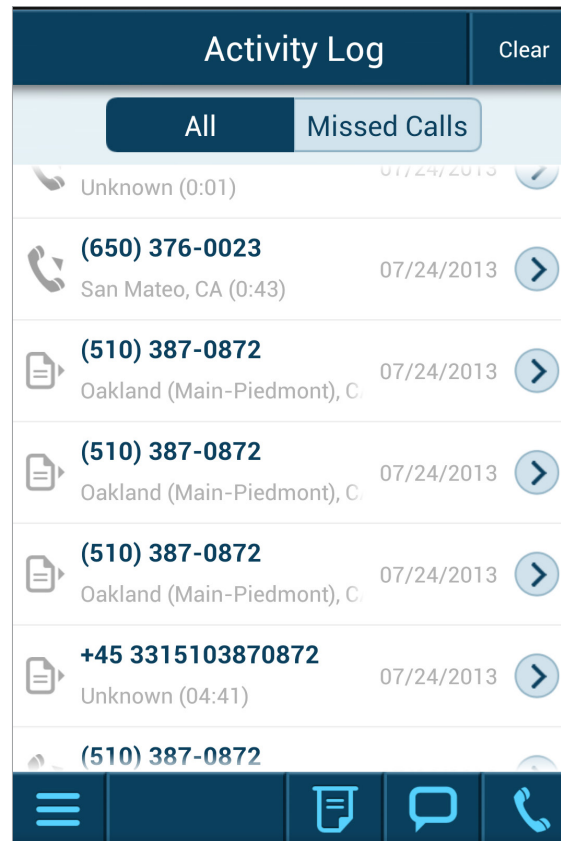 Activity Log
Clear
All
Missed Calls
07/24/2013
Unknown (0:01)
(650) 376-0023
07/24/2013
San Mateo, CA (0:43)
(510) 387-0872
07/24/2013
Oakland (Main-Piedmont), C
(510) 387-0872
07/24/2013
Oakland (Main-Piedmont), C
(510) 387-0872
07/24/2013
Oakland (Main-Piedmont), C
+45 3315103870872
07/24/2013
Unknown (04:41)
(510) 387-0872